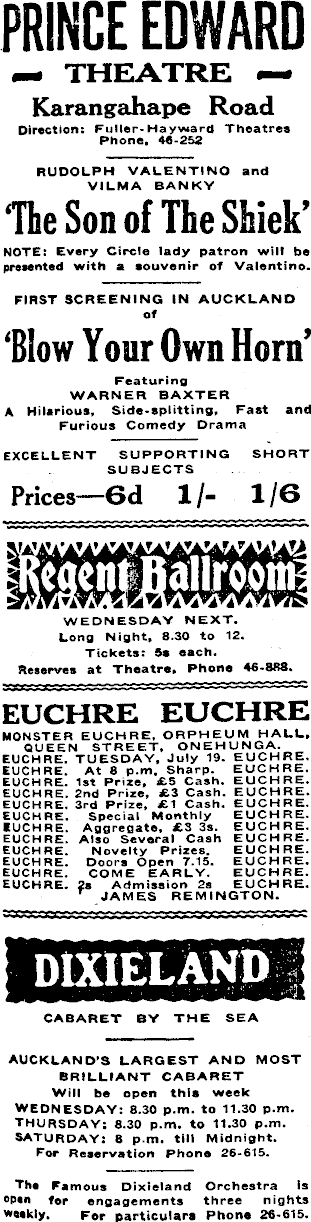 PRINCE EDWARD
THEATRE
Karangahape Road
Direction: Fuller-Hayward Theatres
Phone, 46-252
RUDOLPH VALENTINO and
VILMA BANKY
'The Son of The Shiek'
NOTE: Every Circle lady patron will be
presented with a souvenir of Valentino.
FIRST SCREENING IN AUCKLAND
of
'Blow Your Own Horn'
Featuring
WARNER BAXTER
A Hilarious, Side-splitting, Fast and
Furious Comedy Drama
EXCELLENT SUPPORTING SHORT
SUBJECTS
Prices—6d 1/- 1/6
Regent Ballroom
WEDNESDAY NEXT.
Long Night, 8.30 to 12.
Tickets: 5s each.
Reserves at Theatre, Phone 46-888.
EUCHRE EUCHRE
MONSTER EUCHRE, ORPHEUM HALL,
QUEEN STREET, ONEHUNGA.
EUCHRE. TUESDAY, July 19. EUCHRE.
EUCHRE. At 8 p.m. Sharp. EUCHRE.
EUCHRE. 1st Prize, £5 Cash. EUCHRE.
EUCHRE. 2nd Prize, £3 Cash. EUCHRE.
EUCHRE. 3rd Prize, £1 Cash. EUCHRE.
EUCHRE. Special Monthly EUCHRE.
EUCHRE. Aggregate, £3 3s. EUCHRE.
EUCHRE. Also Several Cash EUCHRE.
EUCHRE. Novelty Prizes. EUCHRE.
EUCHRE. Doors Open 7.15. EUCHRE.
EUCHRE. COME EARLY. EUCHRE.
EUCHRE. 2s Admission 2s EUCHRE.
JAMES REMINGTON.
DIXIELAND
CABARET BY THE SEA
AUCKLAND'S LARGEST AND MOST
BRILLIANT CABARET
Will be open this week
WEDNESDAY: 8.30 p.m. to 11.30 p.m.
THURSDAY: 8.30 p.m. to 11.30 p.m.
SATURDAY: 8 p.m. till Midnight.
For Reservation Phone 26-615.
The Famous Dixieland Orchestra is
open for engagements three nights
weekly. For particulars Phone 26-615.